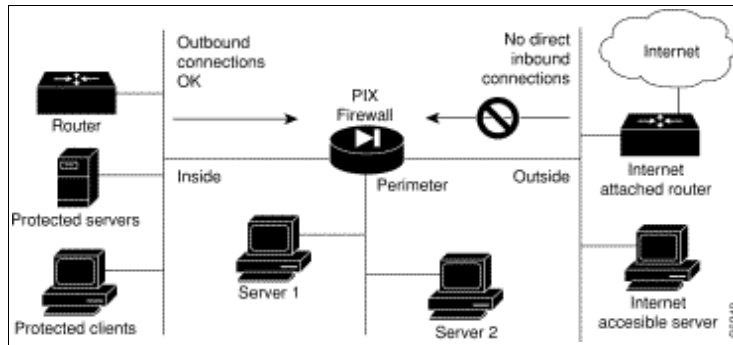 Outbound
connections
OK
No direct
inbound
connections
Internet
PIX
Firewall
Router
Inside
Perimeter
Outside
Internet
attached router
Protected servers
Server 1
Server 2
Protected clients
Internet
accesible server